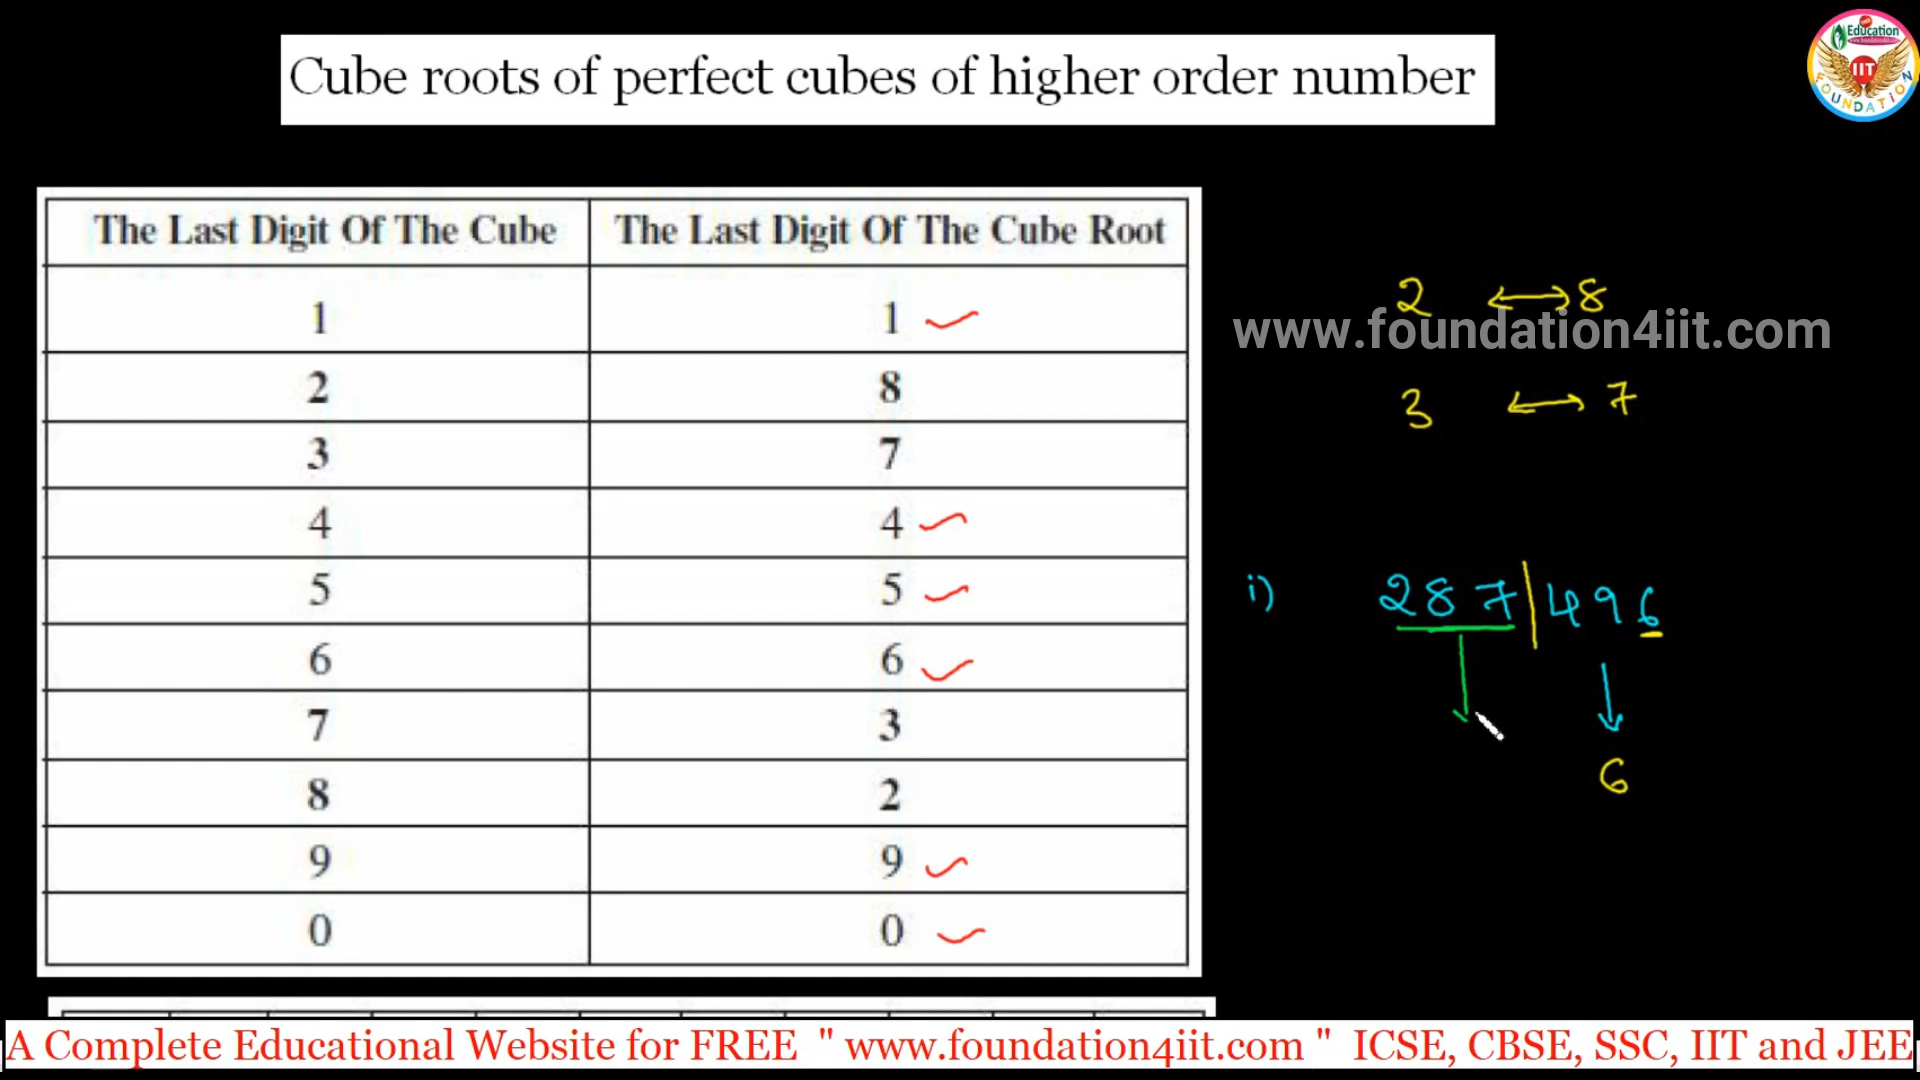 Cube roots of perfect cubes of higher order number
Education
IIT
FOUNDATION
The Last Digit Of The Cube The Last Digit Of The Cube Root
1 1
2 8
3 7
4 4
5 5
6 6
7 3
8 2
9 9
0 0
2 ↔ 8
www.foundation4iit.com
3 ↔ 7
i) 287|496
6
A Complete Educational Website for FREE " www.foundation4iit.com " ICSE, CBSE, SSC, IIT and JEE